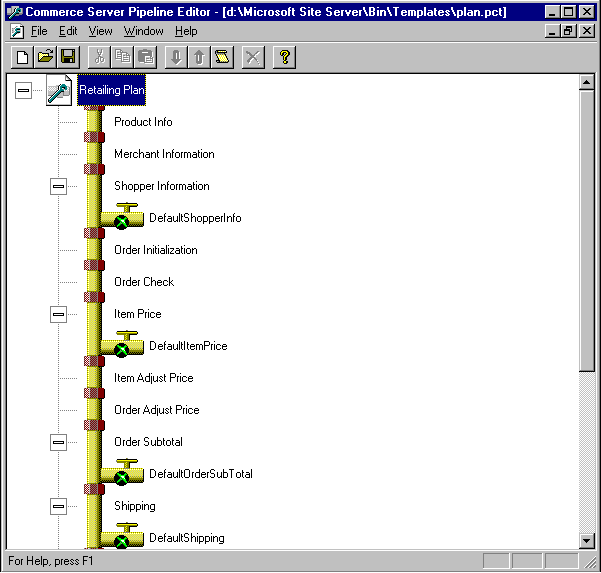 Commerce Server Pipeline Editor - [d:\Microsoft Site Server\Bin\Templates\plan.pct]
File Edit View Window Help
Retailing Plan
Product Info
Merchant Information
Shopper Information
DefaultShopperInfo
Order Initialization
Order Check
Item Price
DefaultItemPrice
Item Adjust Price
Order Adjust Price
Order Subtotal
DefaultOrderSubTotal
Shipping
DefaultShipping
For Help, press F1